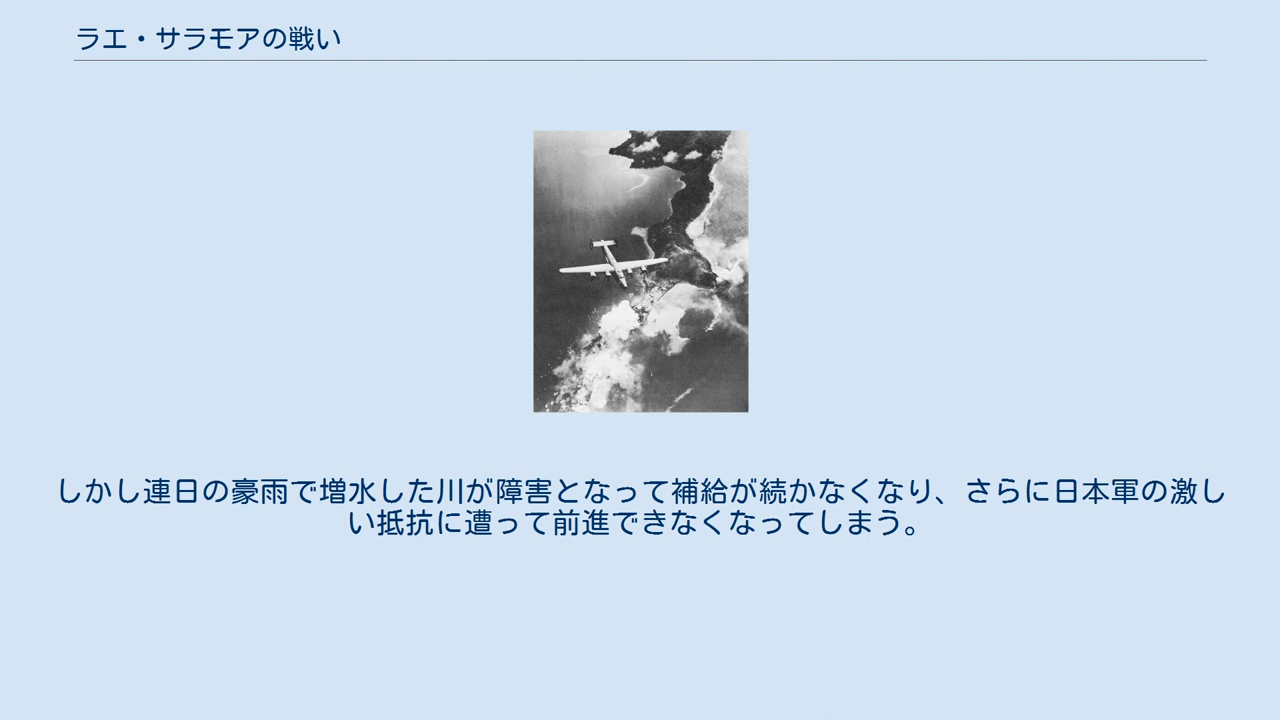 ラエ・サラモアの戦い
しかし連日の豪雨で増水した川が障害となって補給が続かなくなり、さらに日本軍の激し
い抵抗に遭って前進できなくなってしまう。